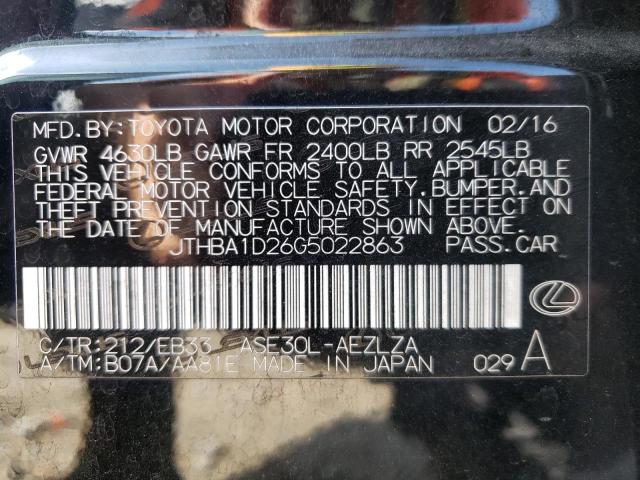 MFD.BY:TOYOTA MOTOR CORPORATION 02/16
GVWR 4630LB GAWR FR 2400LB RR 2545LB
THIS VEHICLE CONFORMS TO ALL APPLICABLE
FEDERAL MOTOR VEHICLE SAFETY.BUMPER.AND
THEFT PREVENTION STANDARDS IN EFFECT ON
THE DATE OF MANUFACTURE SHOWN ABOVE.
JTHBA1D26G5022863 PASS.CAR
C/TR:212/EB33 ASE30L-AEZLZA
A/TM:B07A/AA81E MADE IN JAPAN 029 A